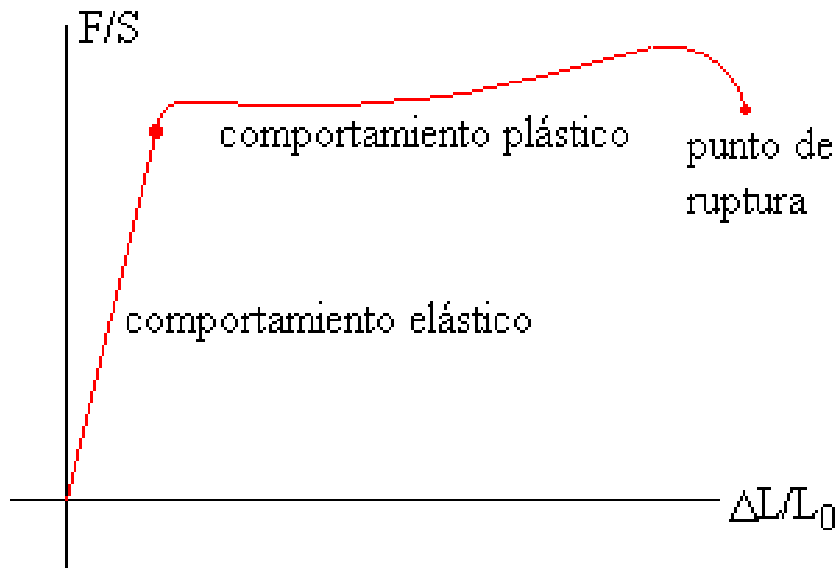 F/S
comportamiento plástico
punto de
ruptura
comportamiento elástico
ΔL/L₀